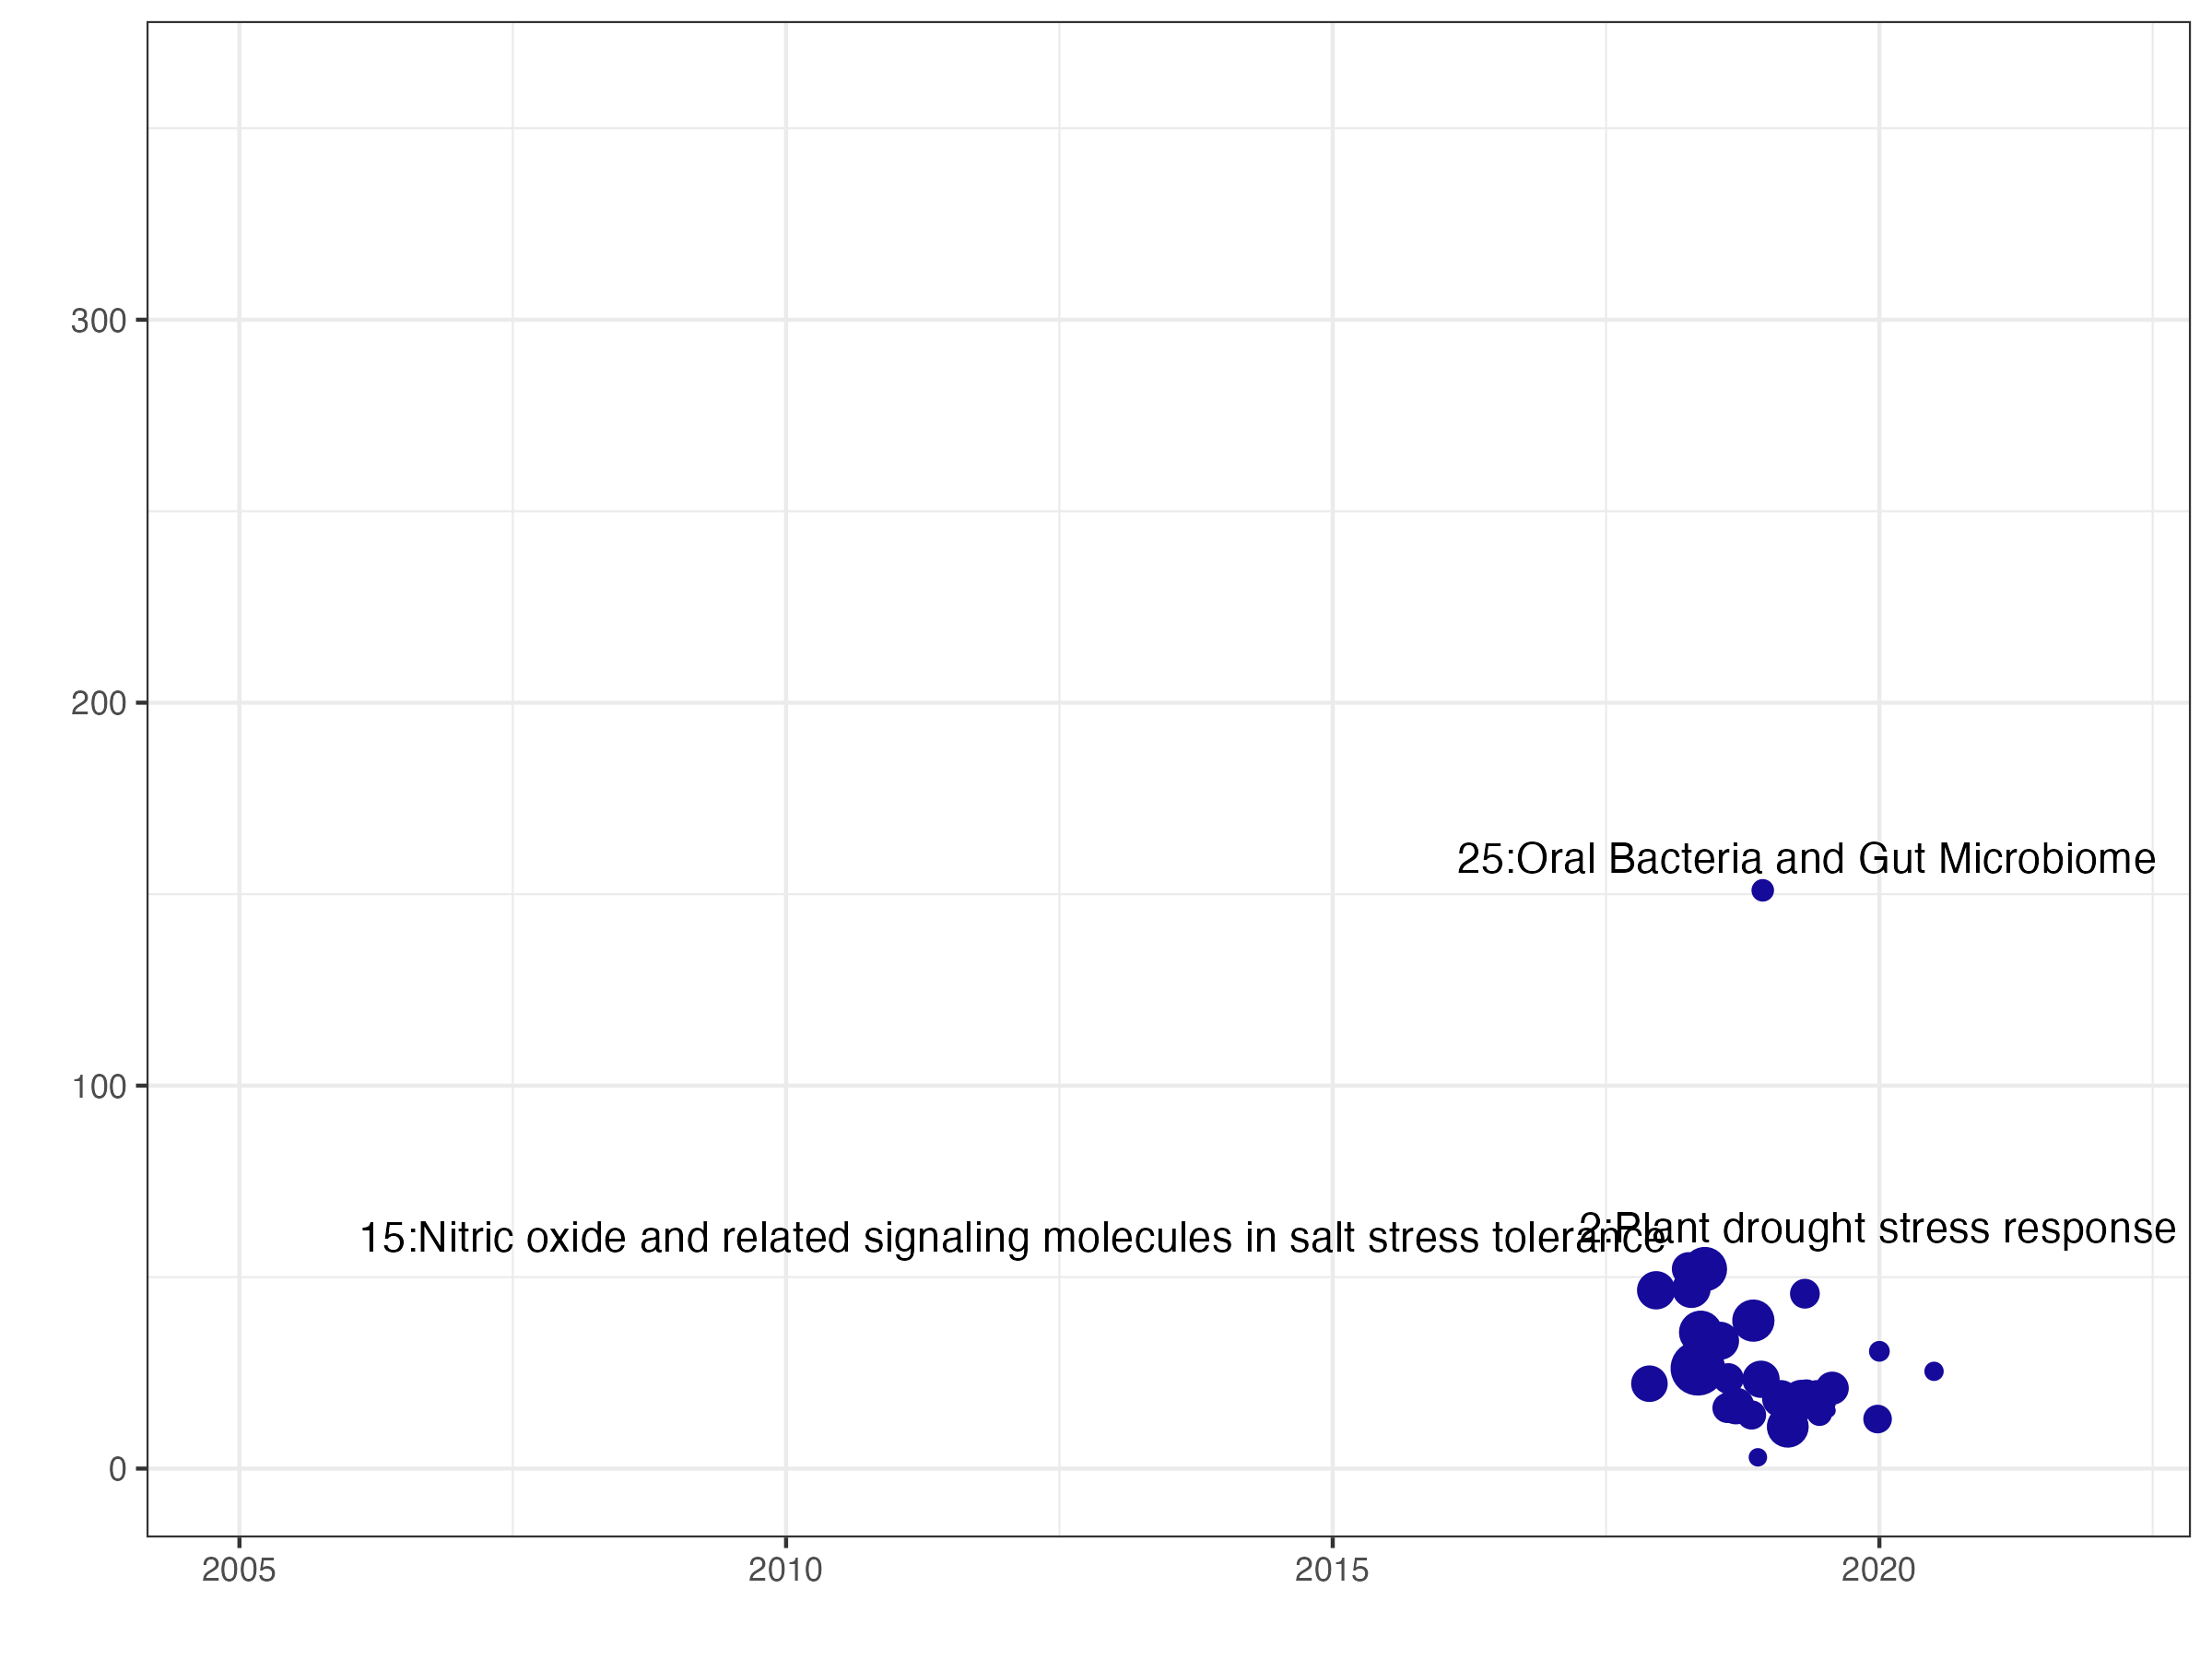 300
200
100
0
25:Oral Bacteria and Gut Microbiome
15:Nitric oxide and related signaling molecules in salt stress tolerance
2:Plant drought stress response
2005 2010 2015 2020